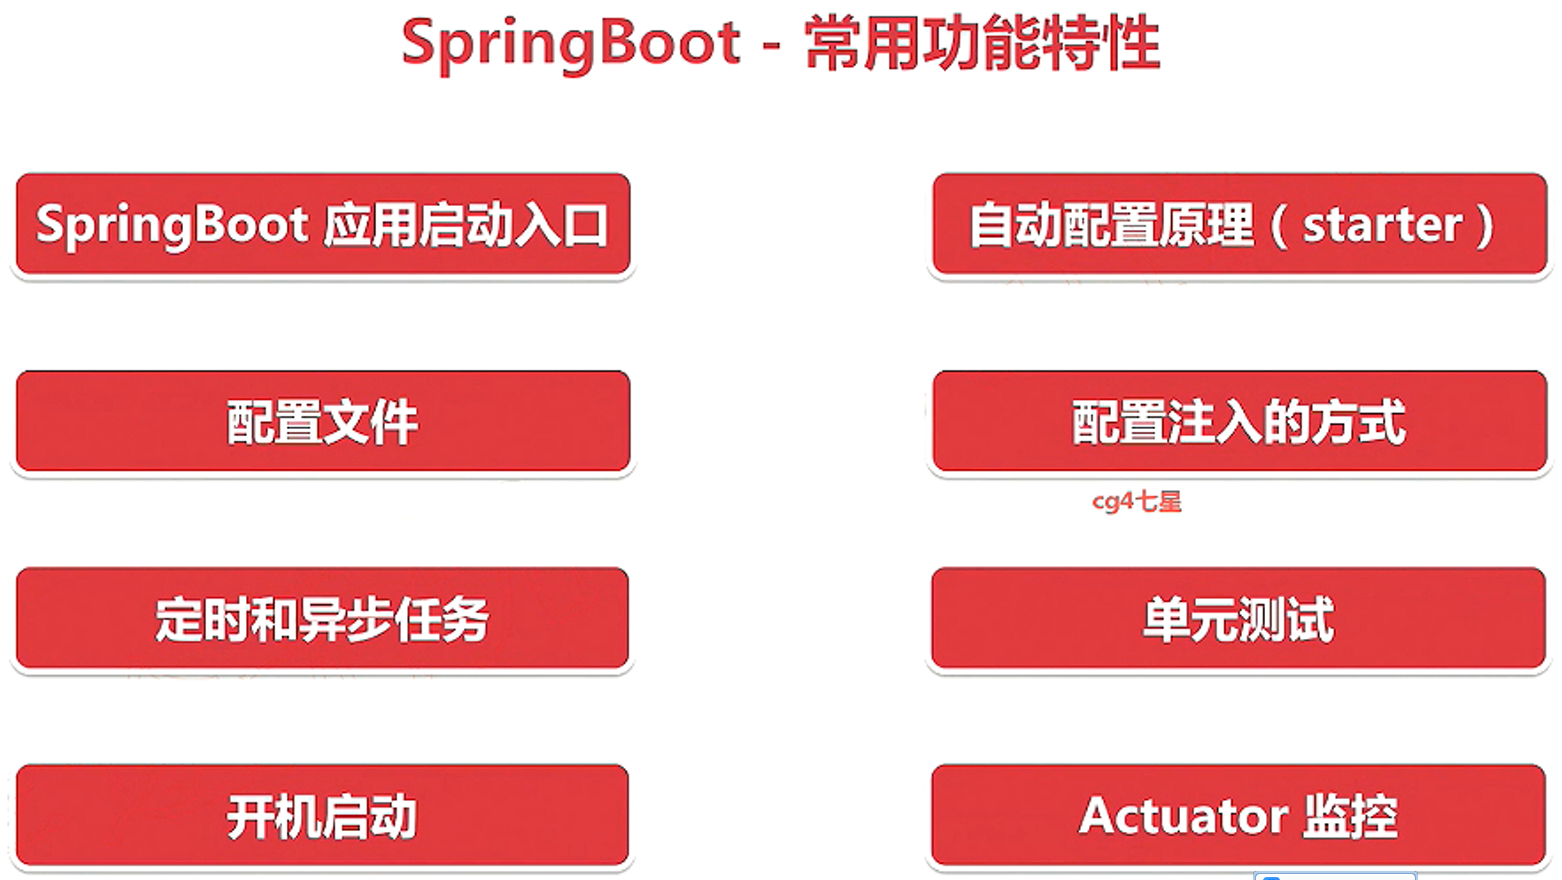 SpringBoot - 常用功能特性
SpringBoot 应用启动入口
自动配置原理（starter）
配置文件
配置注入的方式
cg4七星
定时和异步任务
单元测试
开机启动
Actuator 监控